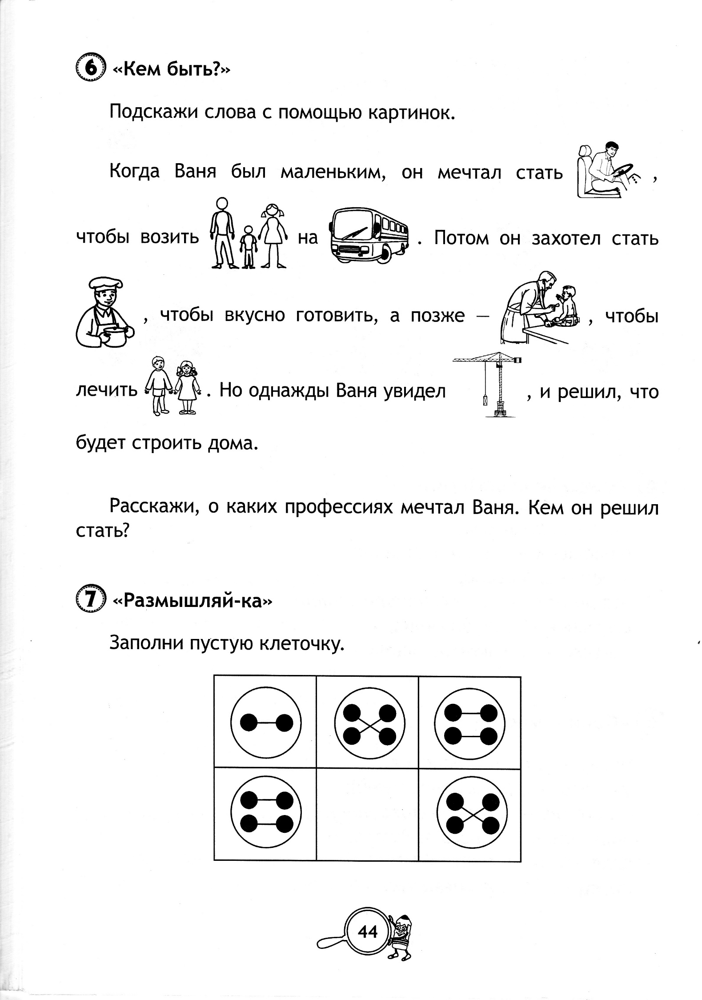 6 «Кем быть?»
Подскажи слова с помощью картинок.
Когда Ваня был маленьким, он мечтал стать ,
чтобы возить на . Потом он захотел стать
, чтобы вкусно готовить, а позже – , чтобы
лечить . Но однажды Ваня увидел , и решил, что
будет строить дома.
Расскажи, о каких профессиях мечтал Ваня. Кем он решил
стать?
7 «Размышляй-ка»
Заполни пустую клеточку.
44